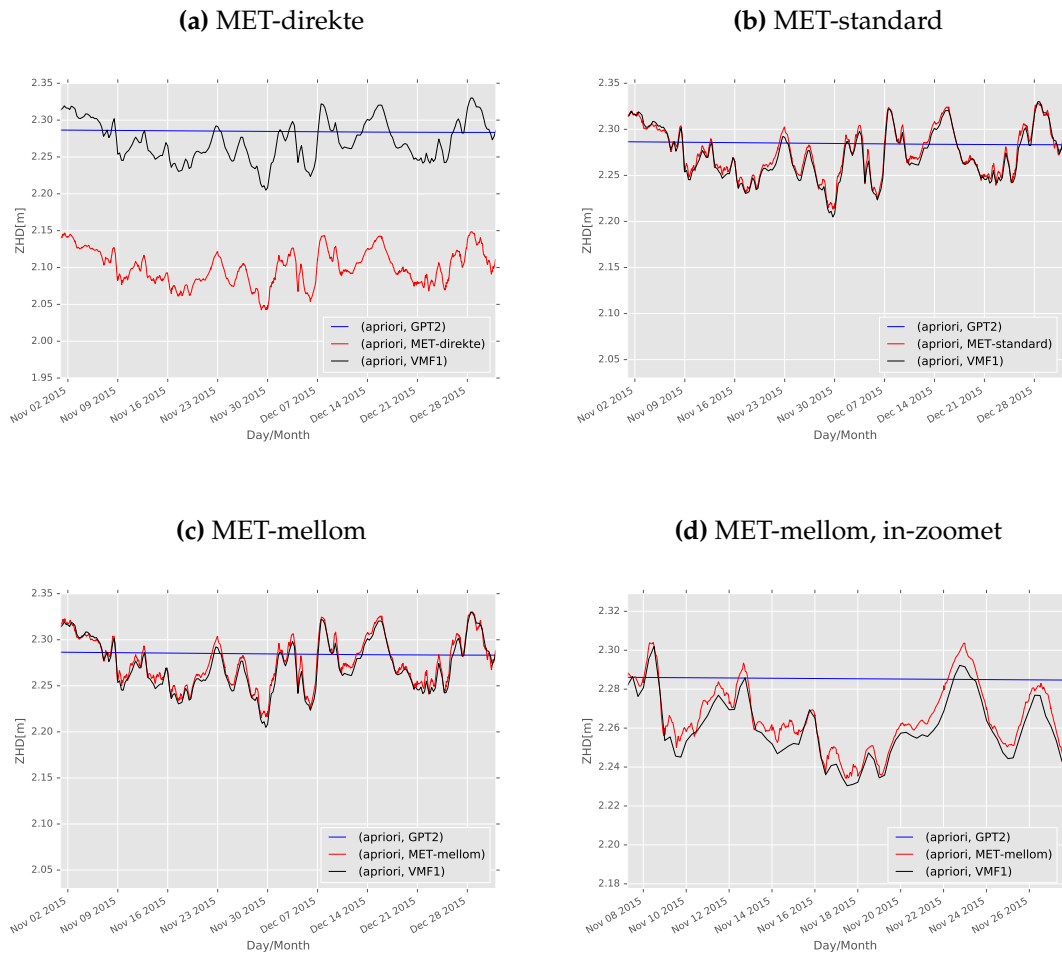 (a) MET-direkte
2.35
2.30
2.25
2.20
2.15
2.10
2.05
2.00
1.95
ZHD[m]
(apriori, GPT2)
(apriori, MET-direkte)
(apriori, VMF1)
Nov 02 2015
Nov 09 2015
Nov 16 2015
Nov 23 2015
Nov 30 2015
Dec 07 2015
Dec 14 2015
Dec 21 2015
Dec 28 2015
Day/Month
(b) MET-standard
2.35
2.30
2.25
2.20
2.15
2.10
2.05
ZHD[m]
(apriori, GPT2)
(apriori, MET-standard)
(apriori, VMF1)
Nov 02 2015
Nov 09 2015
Nov 16 2015
Nov 23 2015
Nov 30 2015
Dec 07 2015
Dec 14 2015
Dec 21 2015
Dec 28 2015
Day/Month
(c) MET-mellom
2.35
2.30
2.25
2.20
2.15
2.10
2.05
ZHD[m]
(apriori, GPT2)
(apriori, MET-mellom)
(apriori, VMF1)
Nov 02 2015
Nov 09 2015
Nov 16 2015
Nov 23 2015
Nov 30 2015
Dec 07 2015
Dec 14 2015
Dec 21 2015
Dec 28 2015
Day/Month
(d) MET-mellom, in-zoomet
2.32
2.30
2.28
2.26
2.24
2.22
2.20
2.18
ZHD[m]
(apriori, GPT2)
(apriori, MET-mellom)
(apriori, VMF1)
Nov 08 2015
Nov 10 2015
Nov 12 2015
Nov 14 2015
Nov 16 2015
Nov 18 2015
Nov 20 2015
Nov 22 2015
Nov 24 2015
Nov 26 2015
Day/Month